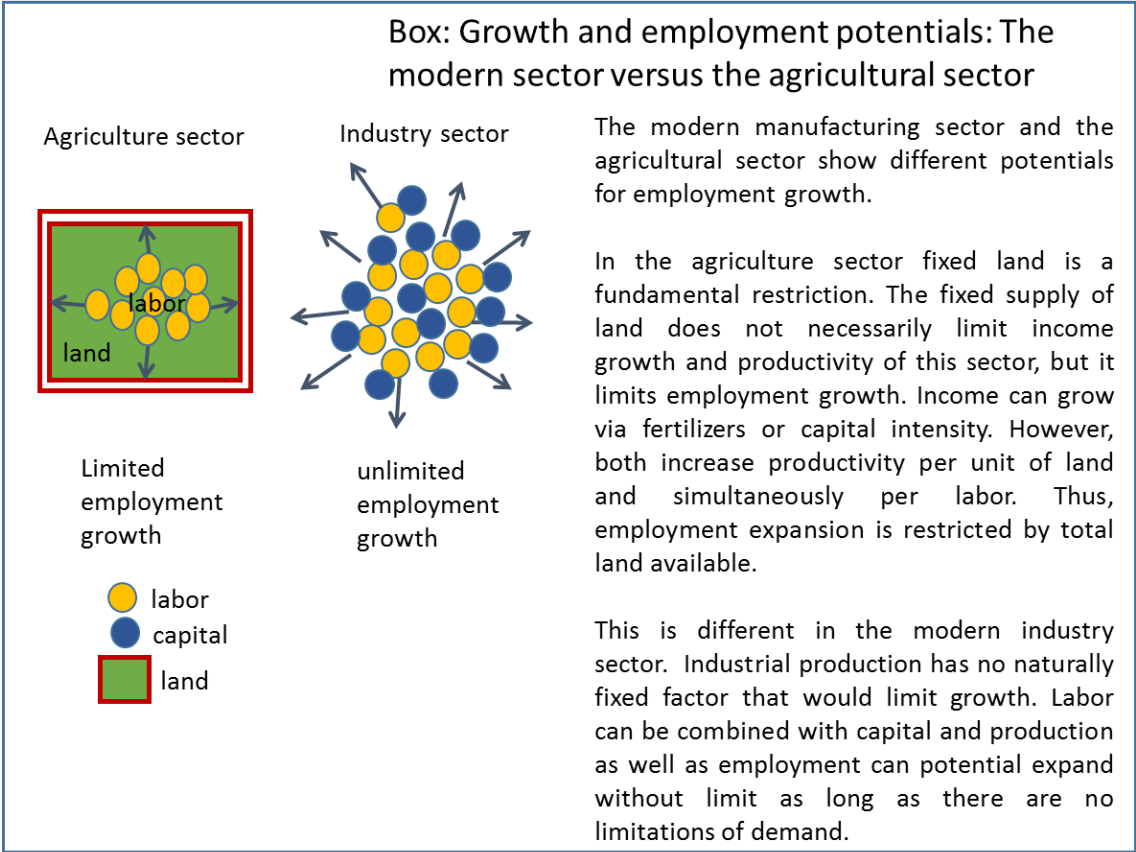 Box: Growth and employment potentials: The
modern sector versus the agricultural sector
Agriculture sector
Industry sector
labor
land
Limited
employment
growth
unlimited
employment
growth
labor
capital
land
The modern manufacturing sector and the
agricultural sector show different potentials
for employment growth.
In the agriculture sector fixed land is a
fundamental restriction. The fixed supply of
land does not necessarily limit income
growth and productivity of this sector, but it
limits employment growth. Income can grow
via fertilizers or capital intensity. However,
both increase productivity per unit of land
and simultaneously per labor. Thus,
employment expansion is restricted by total
land available.
This is different in the modern industry
sector. Industrial production has no naturally
fixed factor that would limit growth. Labor
can be combined with capital and production
as well as employment can potential expand
without limit as long as there are no
limitations of demand.